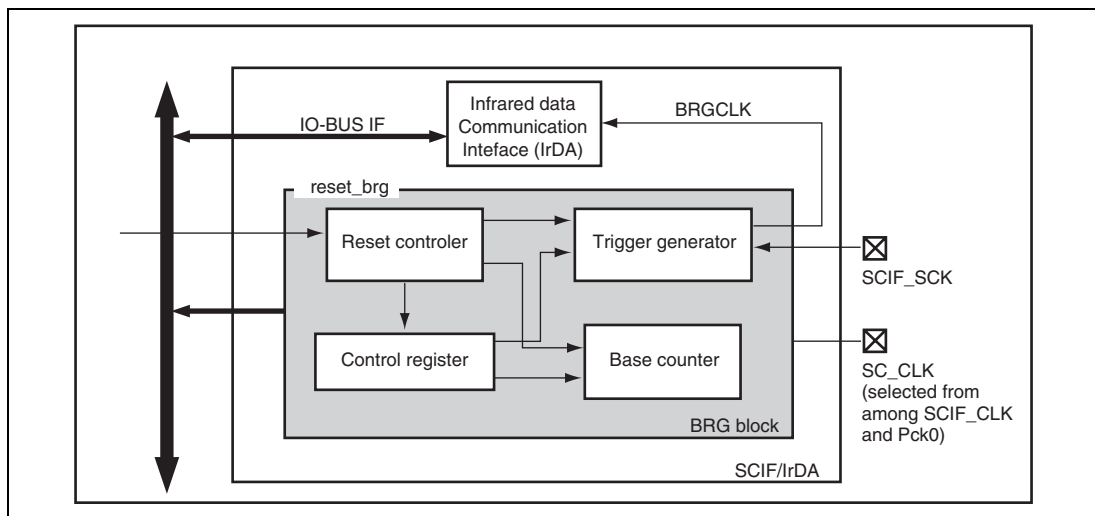 Infrared data
Communication
Inteface (IrDA)
BRGCLK
IO-BUS IF
reset_brg
Reset controler
Trigger generator
SCIF_SCK
Control register
Base counter
SC_CLK
(selected from
among SCIF_CLK
and Pck0)
BRG block
SCIF/IrDA